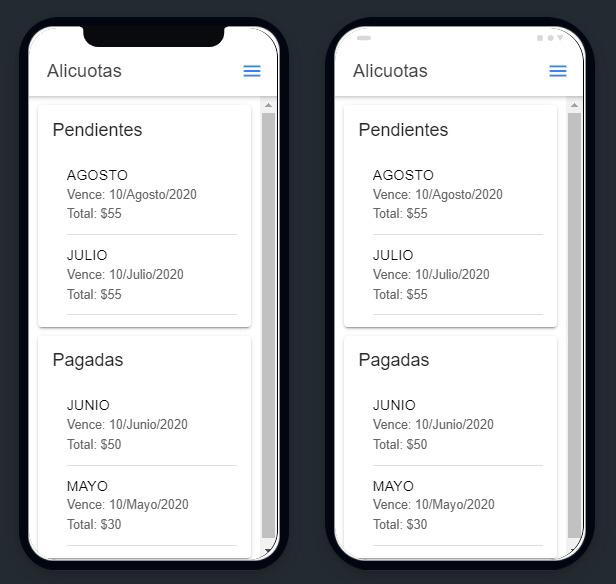 Alicuotas
Pendientes
AGOSTO
Vence: 10/Agosto/2020
Total: $55
JULIO
Vence: 10/Julio/2020
Total: $55
Pagadas
JUNIO
Vence: 10/Junio/2020
Total: $50
MAYO
Vence: 10/Mayo/2020
Total: $30
Alicuotas
Pendientes
AGOSTO
Vence: 10/Agosto/2020
Total: $55
JULIO
Vence: 10/Julio/2020
Total: $55
Pagadas
JUNIO
Vence: 10/Junio/2020
Total: $50
MAYO
Vence: 10/Mayo/2020
Total: $30